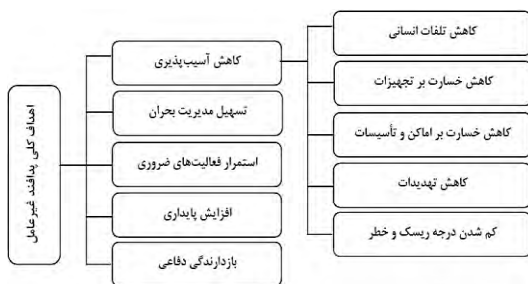 اهداف کلی پدافند غیرعامل
کاهش آسیب‌پذیری
تسهیل مدیریت بحران
استمرار فعالیت‌های ضروری
افزایش پایداری
بازدارندگی دفاعی
کاهش تلفات انسانی
کاهش خسارت بر تجهیزات
کاهش خسارت بر اماکن و تأسیسات
کاهش تهدیدات
کم شدن درجه ریسک و خطر